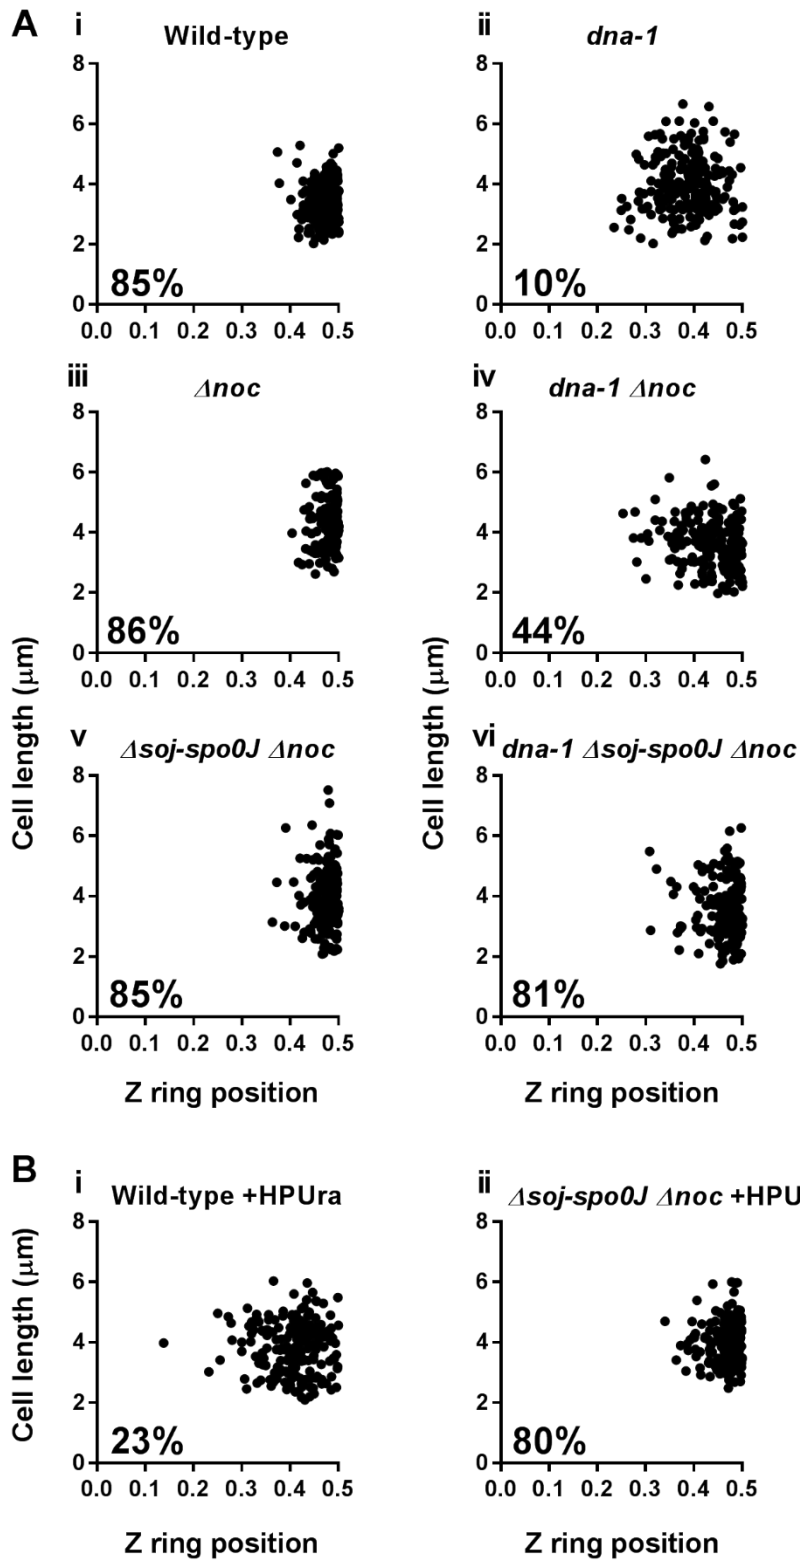 A
i
Wild-type
8
6
4
2
0
85%
0.0 0.1 0.2 0.3 0.4 0.5
ii
dna-1
8
6
4
2
0
10%
0.0 0.1 0.2 0.3 0.4 0.5
iii
Δnoc
8
6
4
2
0
86%
0.0 0.1 0.2 0.3 0.4 0.5
iv
dna-1 Δnoc
8
6
4
2
0
44%
0.0 0.1 0.2 0.3 0.4 0.5
Cell length (μm)
Cell length (μm)
v
Δsoj-spo0J Δnoc
8
6
4
2
0
85%
0.0 0.1 0.2 0.3 0.4 0.5
Z ring position
vi
dna-1 Δsoj-spo0J Δnoc
8
6
4
2
0
81%
0.0 0.1 0.2 0.3 0.4 0.5
Z ring position
B
i
Wild-type +HPUra
Cell length (μm)
8
6
4
2
0
23%
0.0 0.1 0.2 0.3 0.4 0.5
Z ring position
ii
Δsoj-spo0J Δnoc +HPU
8
6
4
2
0
80%
0.0 0.1 0.2 0.3 0.4 0.5
Z ring position